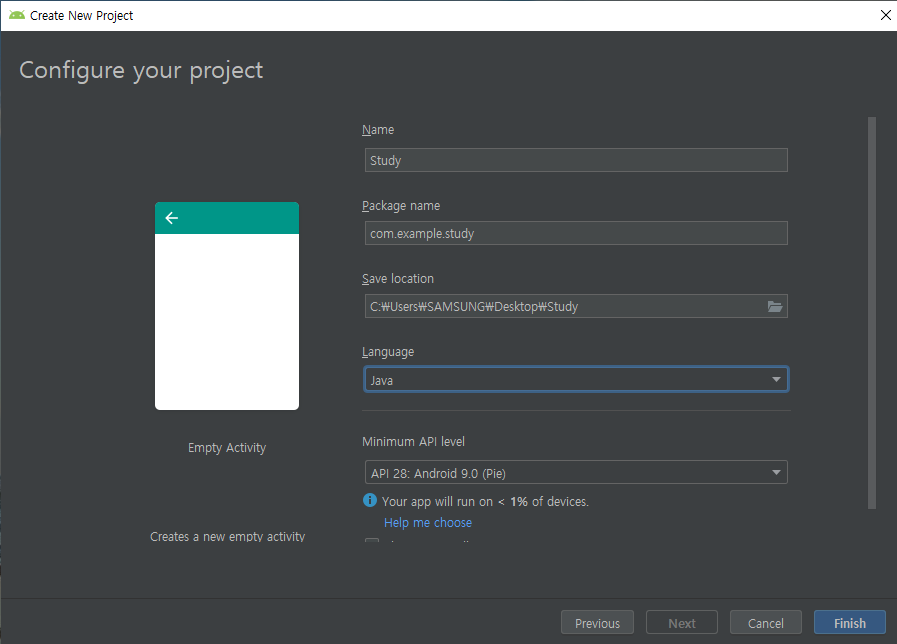 Create New Project
Configure your project
Name
Study
Package name
com.example.study
Save location
C:₩Users₩SAMSUNG₩Desktop₩Study
Language
Java
Empty Activity
Minimum API level
API 28: Android 9.0 (Pie)
Your app will run on < 1% of devices.
Help me choose
Creates a new empty activity
Previous
Next
Cancel
Finish